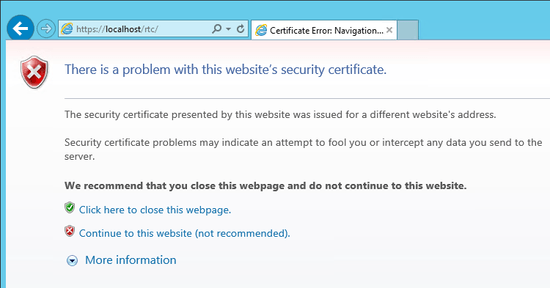 https://localhost/rtc/
Certificate Error: Navigation...
There is a problem with this website's security certificate.
The security certificate presented by this website was issued for a different website's address.
Security certificate problems may indicate an attempt to fool you or intercept any data you send to the
server.
We recommend that you close this webpage and do not continue to this website.
Click here to close this webpage.
Continue to this website (not recommended).
More information